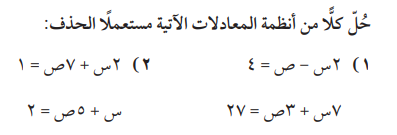 حُلّ كلًّا من أنظمة المعادلات الآتية مستعملًا الحذف:
١) ٢س – ص = ٤
٧س + ٣ص = ٢٧
٢) ٢س + ٧ص = ١
س + ٥ص = ٢